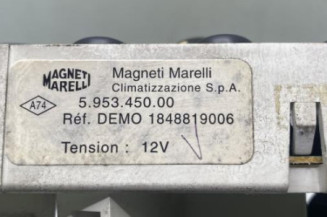 MAGNETI
MARELLI
Magneti Marelli
Climatizzazione S.p.A.
A74
5.953.450.00
Réf. DEMO 1848819006
Tension : 12V